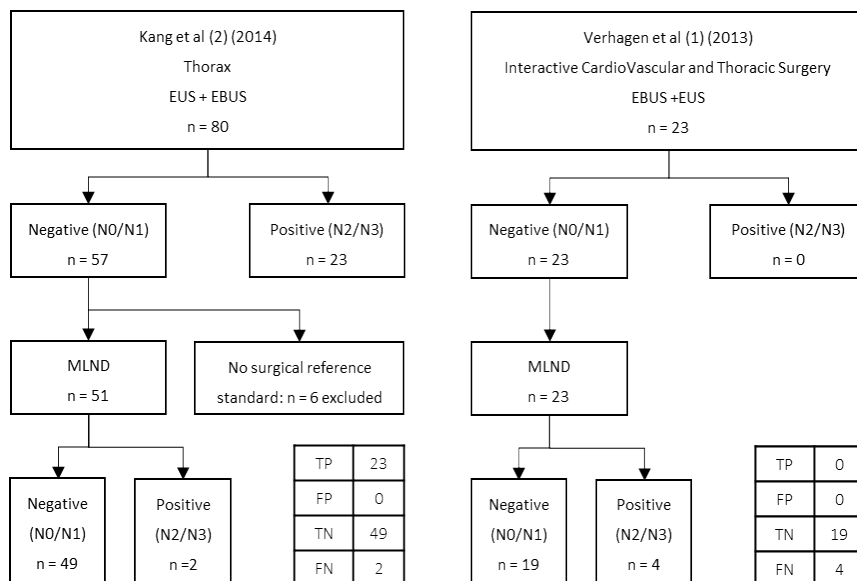 Kang et al (2) (2014)
Thorax
EUS + EBUS
n = 80
Negative (N0/N1)
n = 57
Positive (N2/N3)
n = 23
MLND
n = 51
No surgical reference
standard: n = 6 excluded
Negative
(N0/N1)
n = 49
Positive
(N2/N3)
n =2
TP 23
FP 0
TN 49
FN 2
Verhagen et al (1) (2013)
Interactive CardioVascular and Thoracic Surgery
EBUS +EUS
n = 23
Negative (N0/N1)
n = 23
Positive (N2/N3)
n = 0
MLND
n = 23
Negative
(N0/N1)
n = 19
Positive
(N2/N3)
n = 4
TP 0
FP 0
TN 19
FN 4